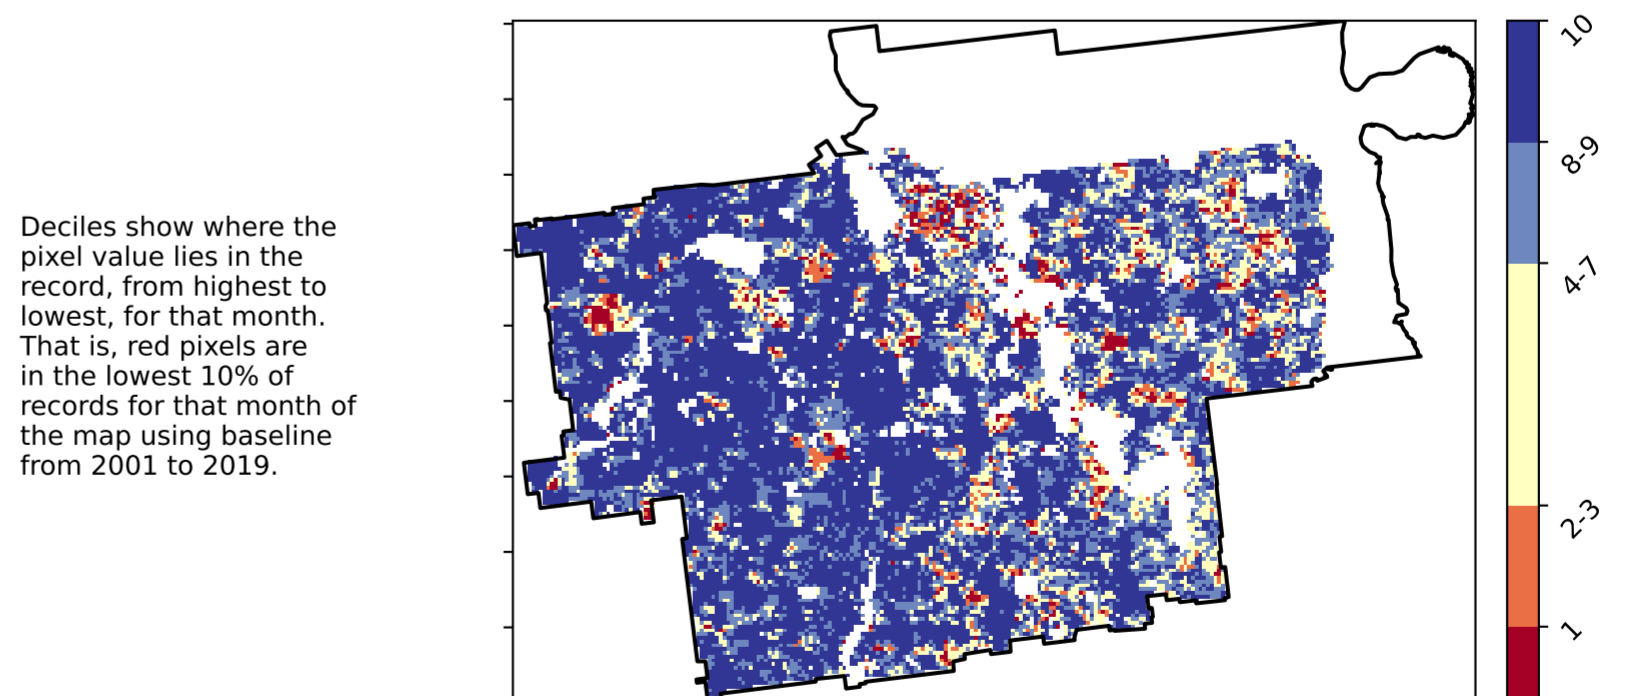 Deciles show where the
pixel value lies in the
record, from highest to
lowest, for that month.
That is, red pixels are
in the lowest 10% of
records for that month of
the map using baseline
from 2001 to 2019.
10
8-9
4-7
2-3
1